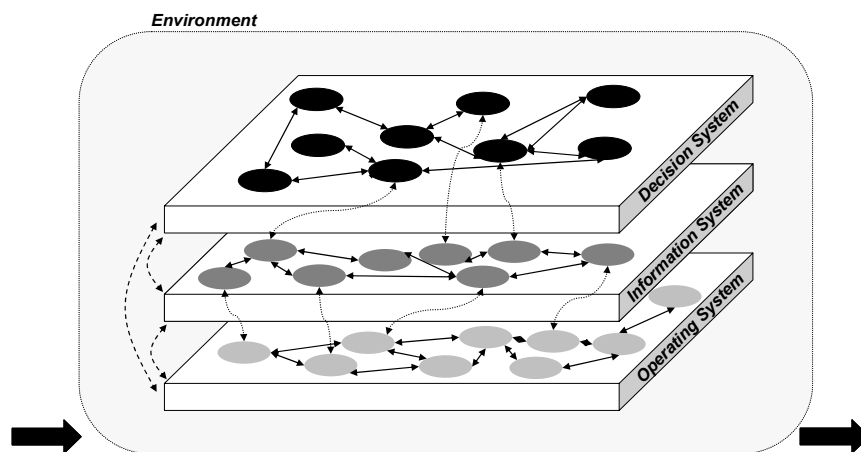 Environment
Decision System
Information System
Operating System